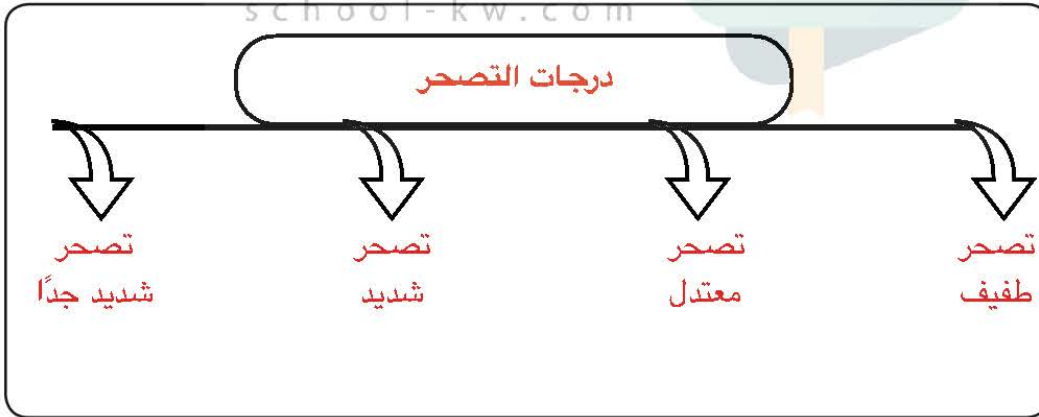 school-kw.com
درجات التصحر
تصحر
طفيف
تصحر
معتدل
تصحر
شديد
تصحر
شديد جدًا